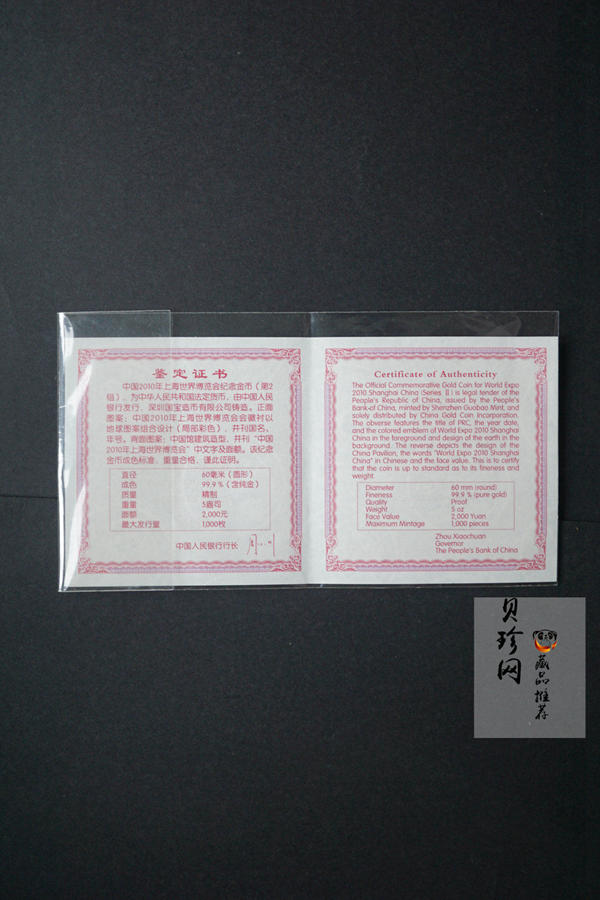 鉴定证书
中国2010年上海世界博览会纪念金币（第2
组），为中华人民共和国法定货币，由中国人民
银行发行，深圳国宝造币有限公司铸造。正面
图案：中国2010年上海世界博览会会徽衬以
地球图案组合设计（局部彩色），并刊国名、
年号。背面图案：中国馆建筑造型，并刊“中国
2010年上海世界博览会”中文字及面额。该纪念
金币成色标准，重量合格，谨此证明。
直径 60毫米（圆形）
成色 99.9％（含纯金）
质量 精制
重量 5盎司
面额 2,000元
最大发行量 1,000枚
中国人民银行行长
Certificate of Authenticity
The Official Commemorative Gold Coin for World Expo
2010 Shanghai China (Series Ⅱ) is legal tender of the
People's Republic of China, issued by the People's
Bank of China, minted by Shenzhen Guobao Mint, and
solely distributed by China Gold Coin Incorporation.
The obverse features the title of PRC, the year date,
and the colored emblem of World Expo 2010 Shanghai China
in the foreground and design of the earth in the
background. The reverse depicts the design of the
China Pavilion, the words "World Expo 2010 Shanghai
China" in Chinese and the face value. This is to certify
that the coin is up to standard as to its fineness and
weight.
Diameter 60 mm (round)
Fineness 99.9 % (pure gold)
Quality Proof
Weight 5 oz
Face Value 2,000 Yuan
Maximum Mintage 1,000 pieces
Zhou Xiaochuan
Governor
The People's Bank of China
贝珍网
藏品推荐